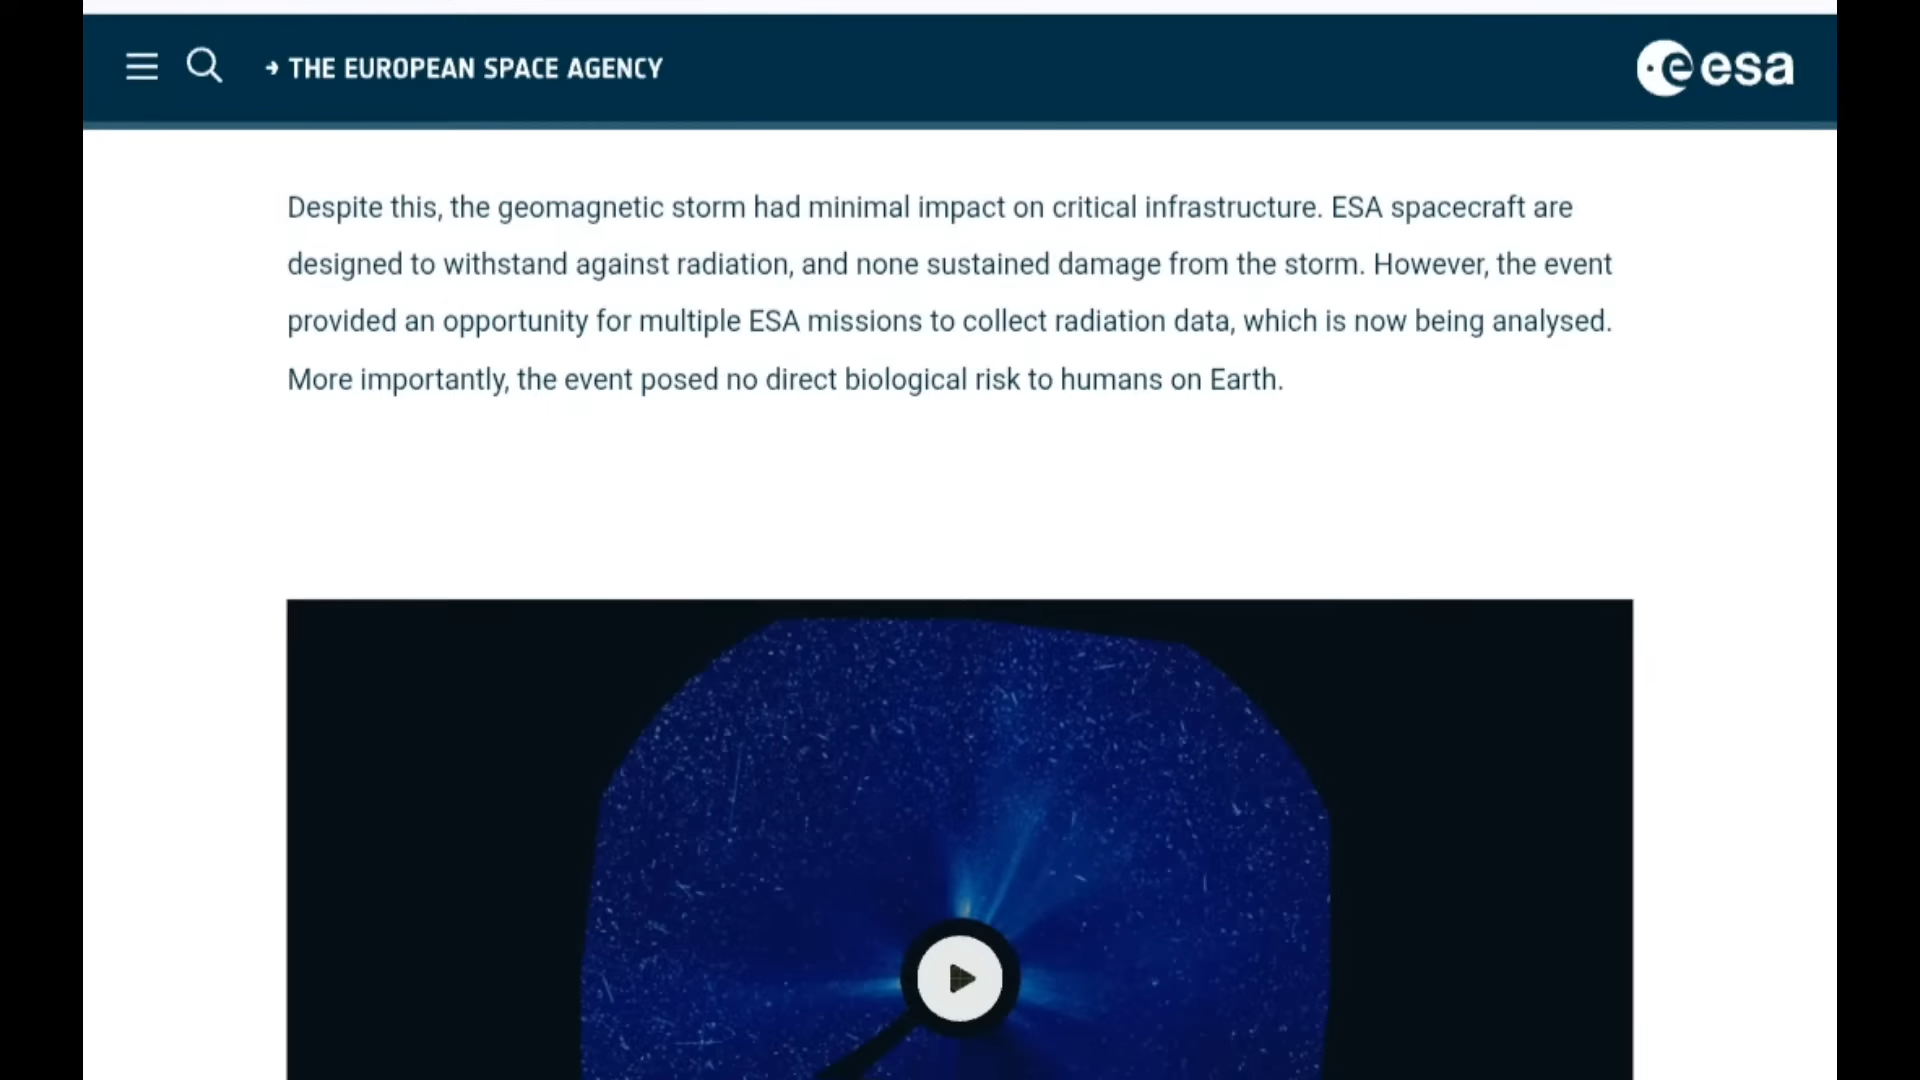 → THE EUROPEAN SPACE AGENCY
esa
Despite this, the geomagnetic storm had minimal impact on critical infrastructure. ESA spacecraft are
designed to withstand against radiation, and none sustained damage from the storm. However, the event
provided an opportunity for multiple ESA missions to collect radiation data, which is now being analysed.
More importantly, the event posed no direct biological risk to humans on Earth.